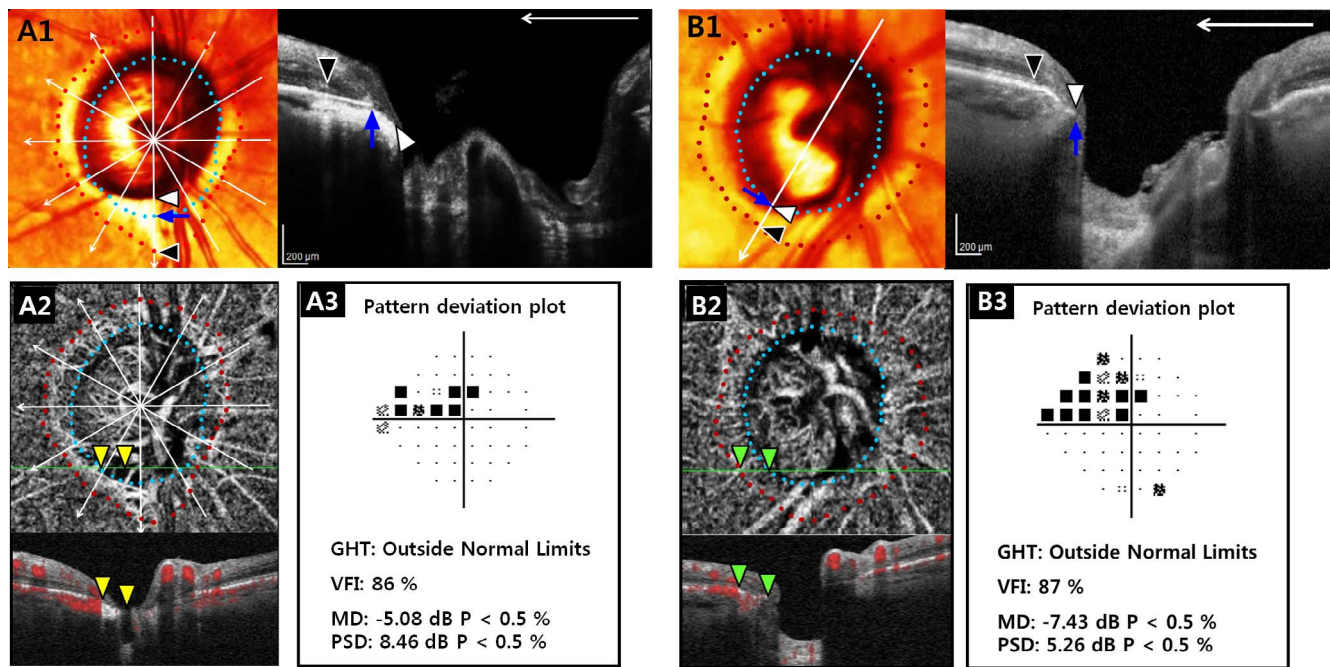 A1
200 μm
B1
200 μm
A2
A3
Pattern deviation plot
GHT: Outside Normal Limits
VFI: 86 %
MD: -5.08 dB P < 0.5 %
PSD: 8.46 dB P < 0.5 %
B2
B3
Pattern deviation plot
GHT: Outside Normal Limits
VFI: 87 %
MD: -7.43 dB P < 0.5 %
PSD: 5.26 dB P < 0.5 %